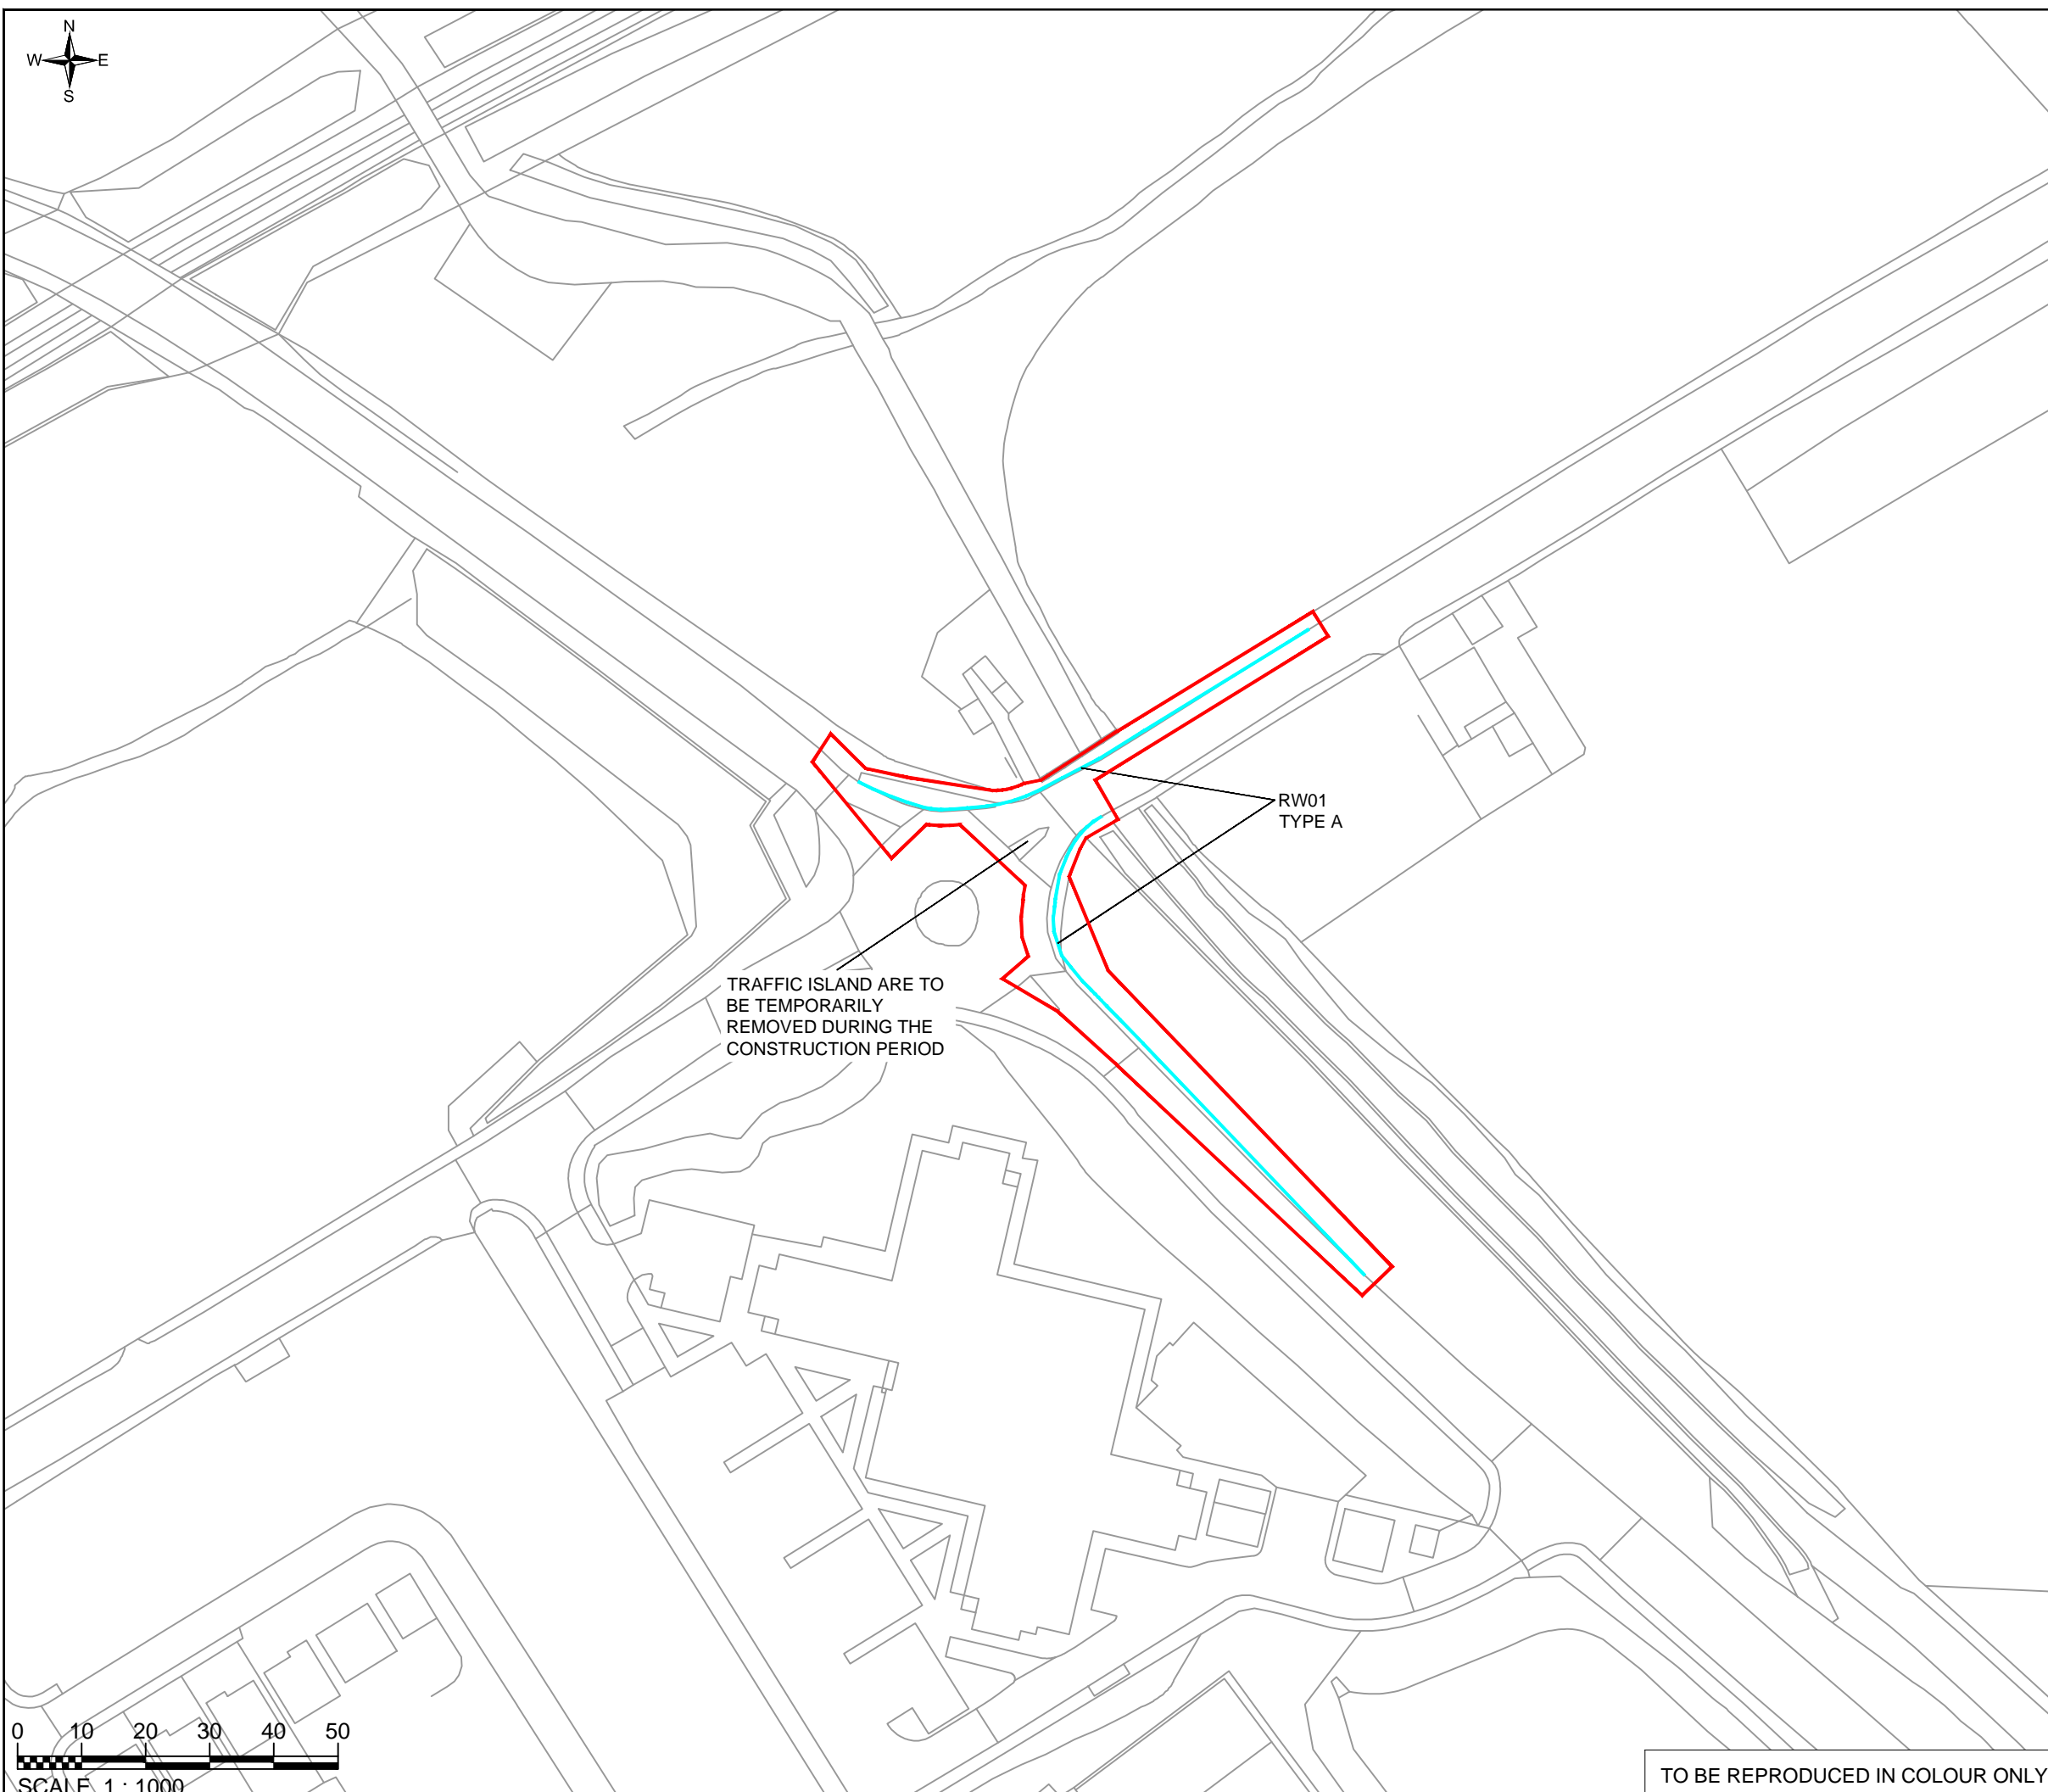 N
W E
S
RW01
TYPE A
TRAFFIC ISLAND ARE TO
BE TEMPORARILY
REMOVED DURING THE
CONSTRUCTION PERIOD
0 10 20 30 40 50
SCALE 1 : 1000
TO BE REPRODUCED IN COLOUR ONLY